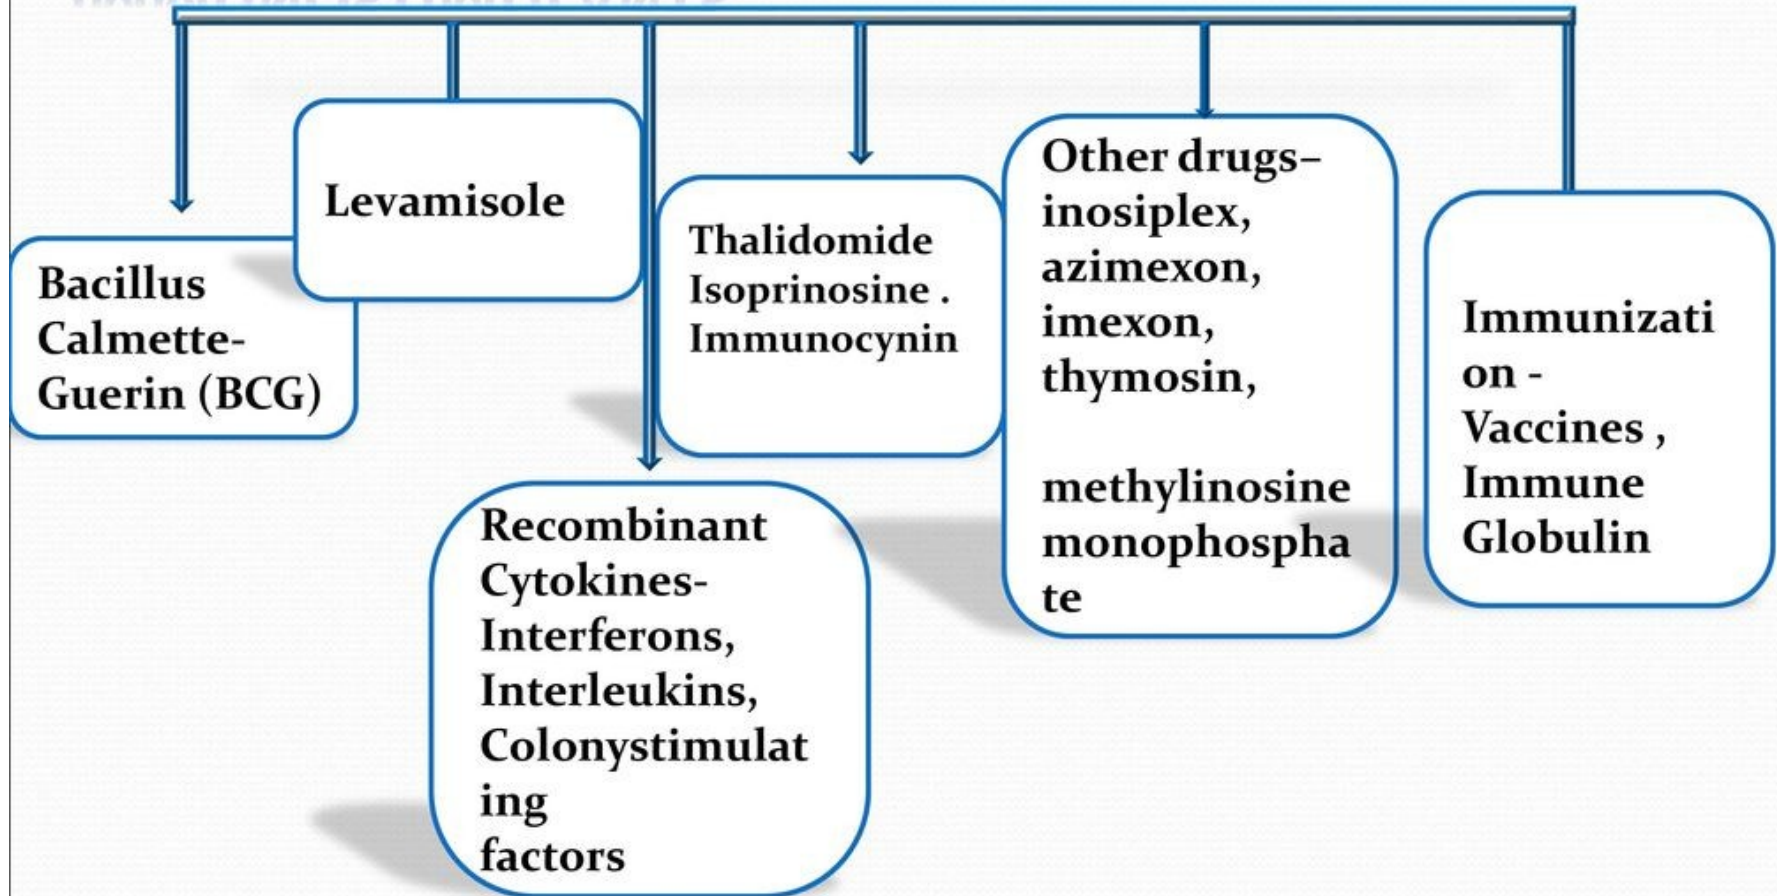 Bacillus
Calmette-
Guerin (BCG)
Levamisole
Recombinant
Cytokines-
Interferons,
Interleukins,
Colonystimulat
ing
factors
Thalidomide
Isoprinosine .
Immunocynin
Other drugs–
inosiplex,
azimexon,
imexon,
thymosin,
methylinosine
monophospha
te
Immunizati
on -
Vaccines ,
Immune
Globulin